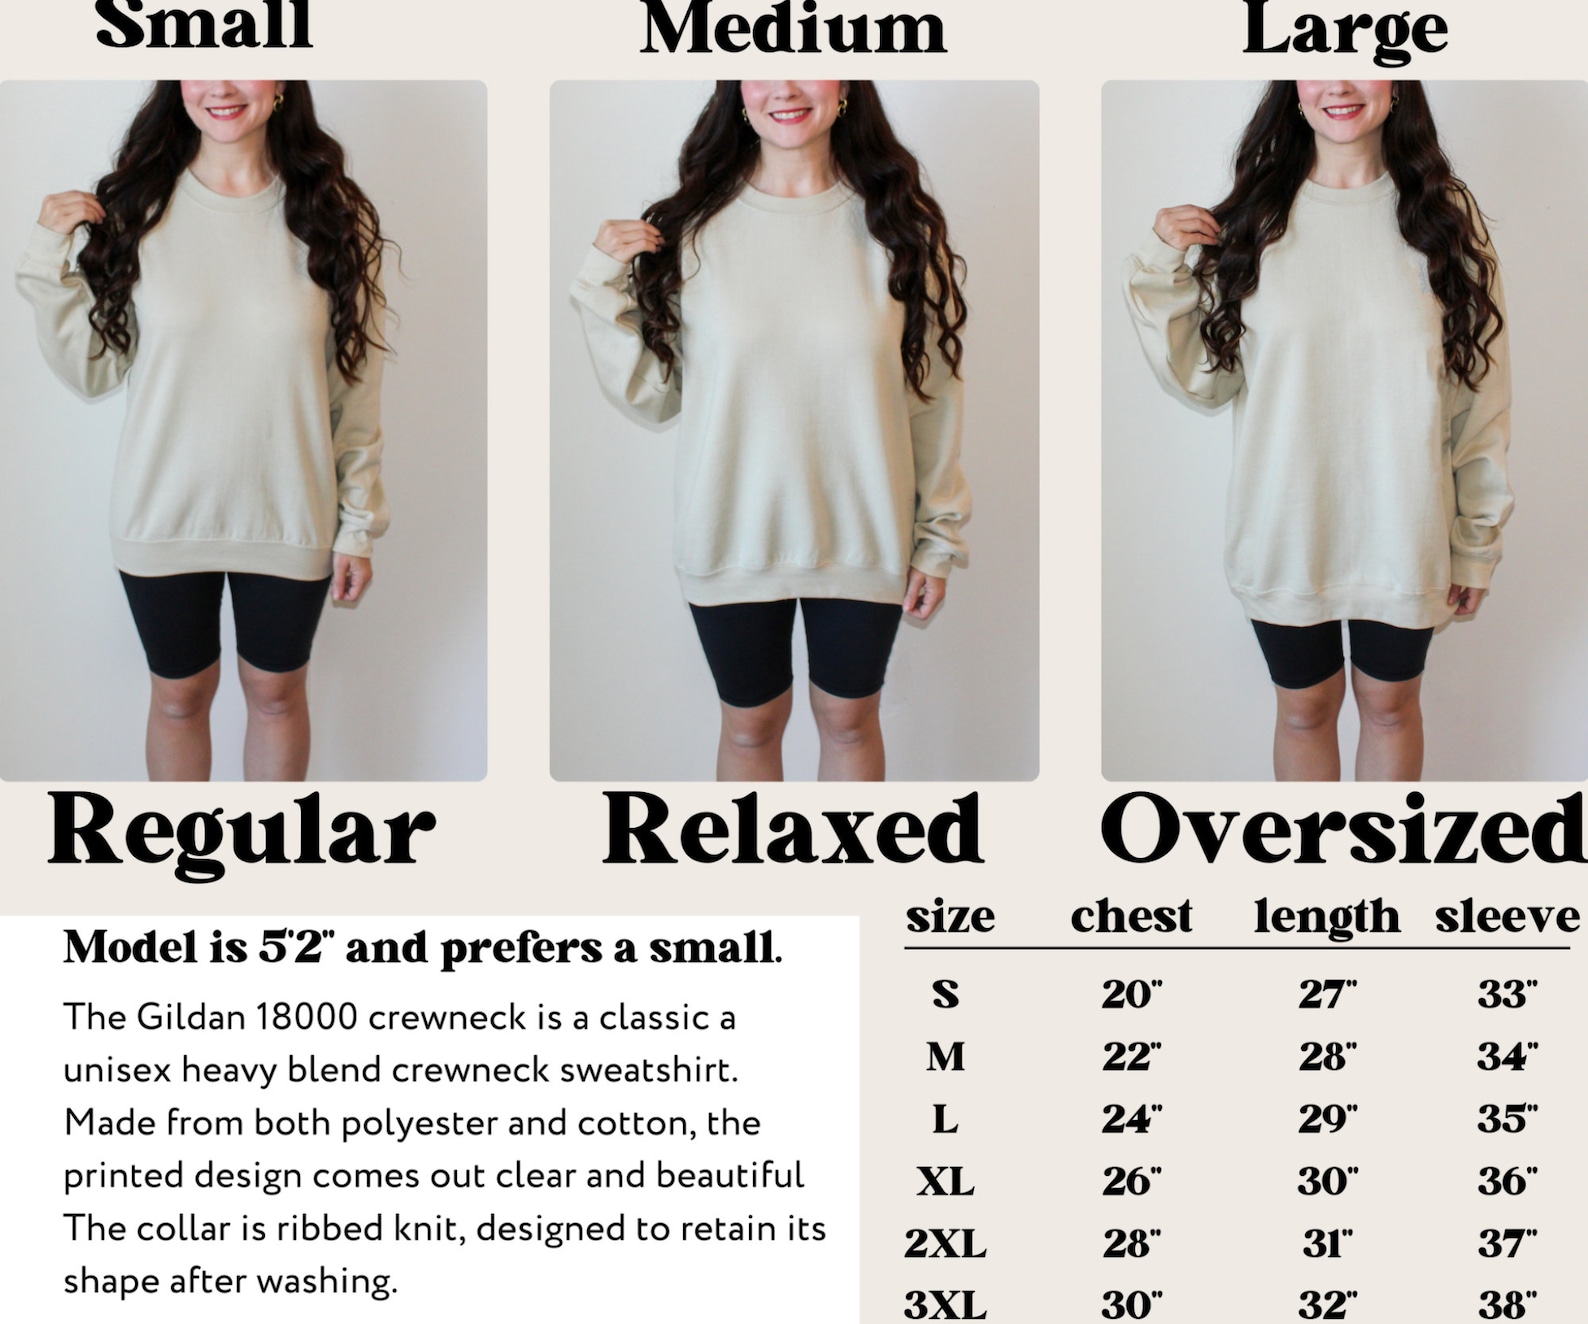 Small Medium Large
Regular Relaxed Oversized
Model is 5'2" and prefers a small.
The Gildan 18000 crewneck is a classic a
unisex heavy blend crewneck sweatshirt.
Made from both polyester and cotton, the
printed design comes out clear and beautiful
The collar is ribbed knit, designed to retain its
shape after washing.
size chest length sleeve
S 20" 27" 33"
M 22" 28" 34"
L 24" 29" 35"
XL 26" 30" 36"
2XL 28" 31" 37"
3XL 30" 32" 38"